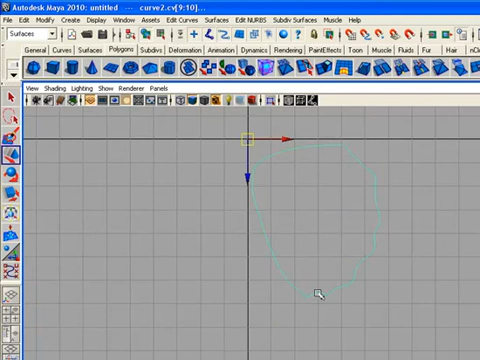 Autodesk Maya 2010: untitled --- curve2.cv[9:10]...
File Edit Modify Create Display Window Assets Edit Curves Surfaces Edit NURBS Subdiv Surfaces Muscle Help
Surfaces
General Curves Surfaces Polygons Subdivs Deformation Animation Dynamics Rendering PaintEffects Toon Muscle Fluids Fur Hair
View Shading Lighting Show Renderer Panels